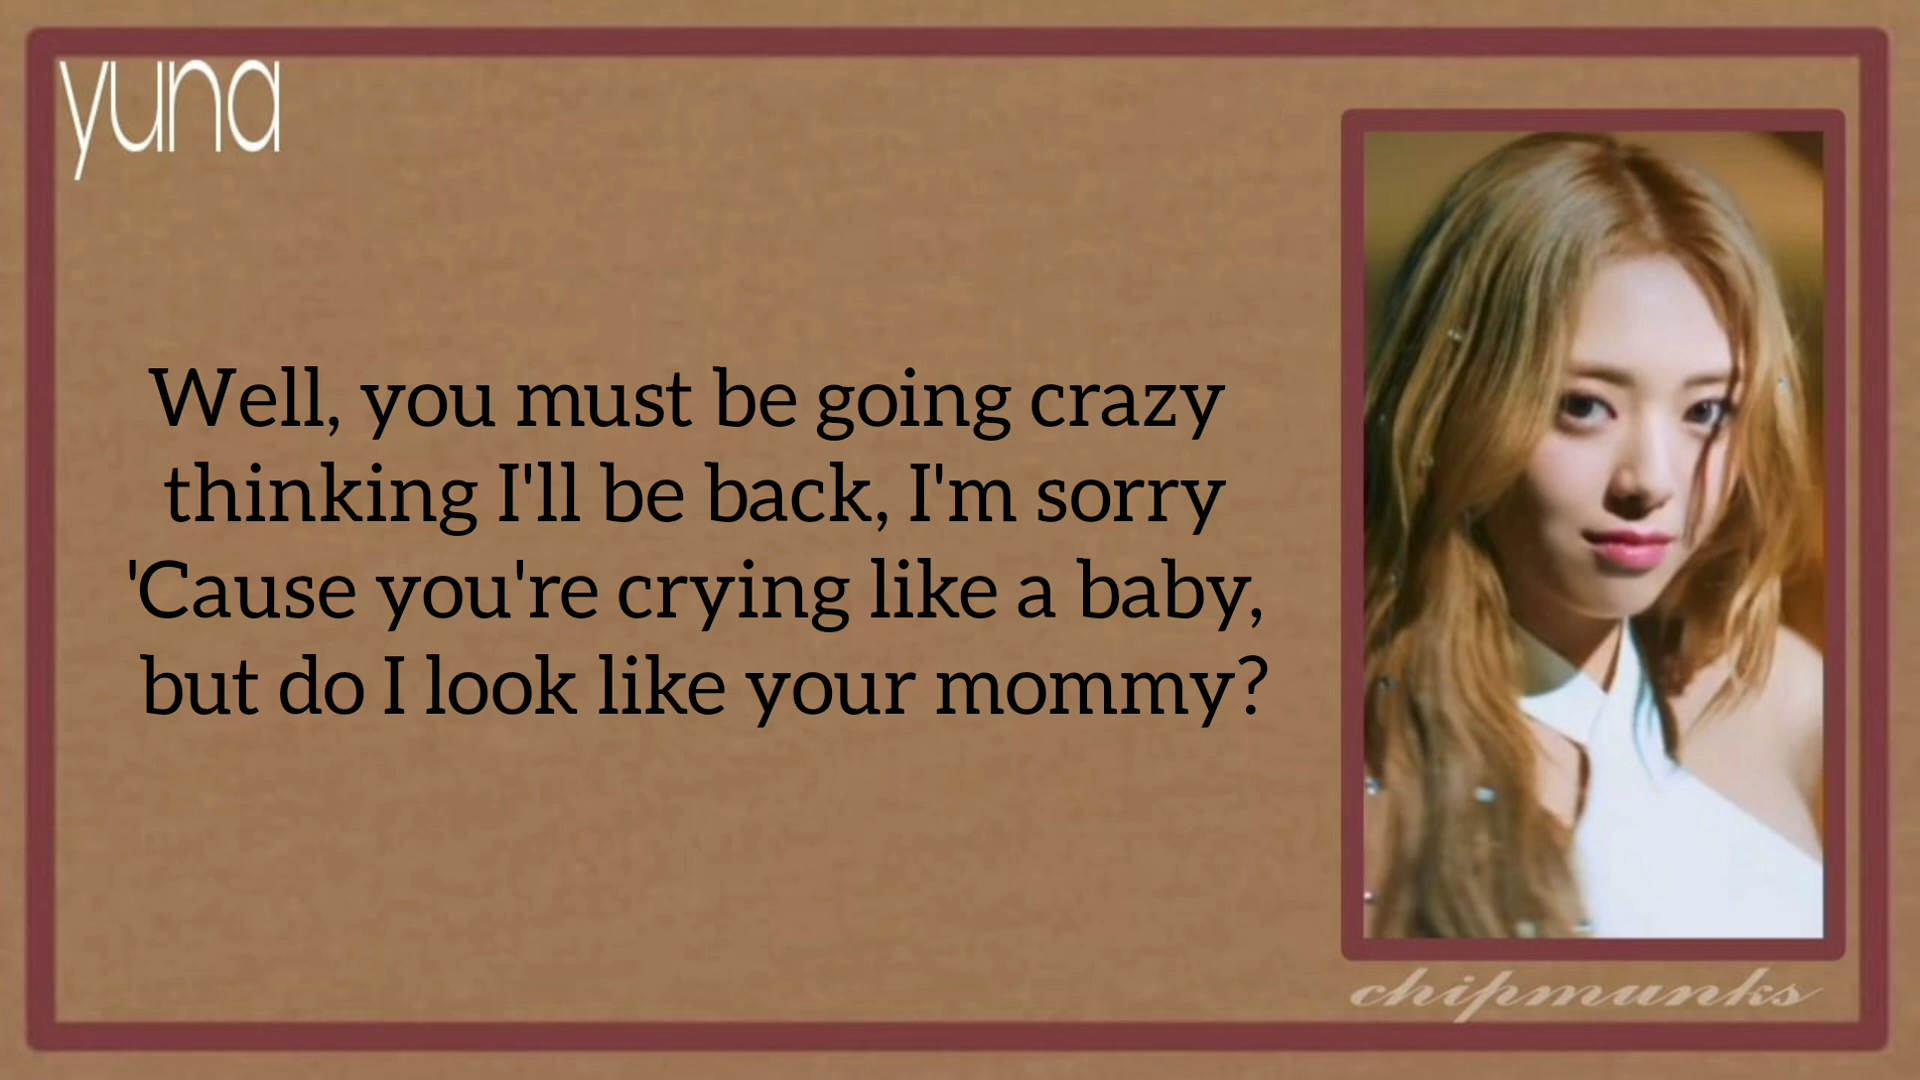 yuna
Well, you must be going crazy
thinking I'll be back, I'm sorry
'Cause you're crying like a baby,
but do I look like your mommy?
chipmunks